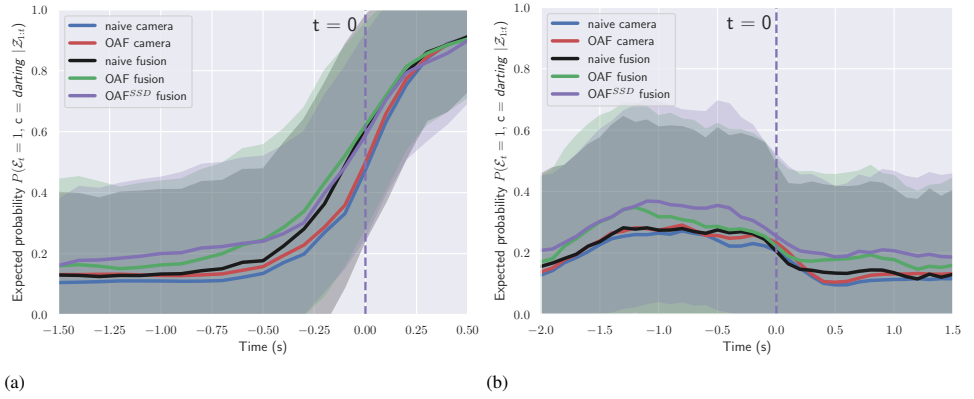 Expected probability P(ℰ_t = 1, c = darting |𝒵_{1:t})
1.0
0.8
0.6
0.4
0.2
0.0
t = 0
naive camera
OAF camera
naive fusion
OAF fusion
OAF^{SSD} fusion
−1.50 −1.25 −1.00 −0.75 −0.50 −0.25 0.00 0.25 0.50
Time (s)
(a)
Expected probability P(ℰ_t = 1, c = darting |𝒵_{1:t})
1.0
0.8
0.6
0.4
0.2
0.0
t = 0
naive camera
OAF camera
naive fusion
OAF fusion
OAF^{SSD} fusion
−2.0 −1.5 −1.0 −0.5 0.0 0.5 1.0 1.5
Time (s)
(b)